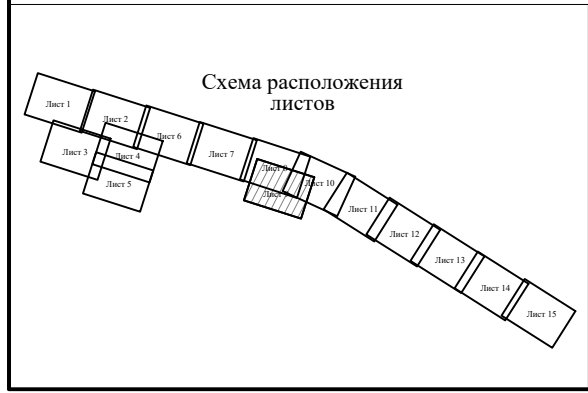 Схема расположения
листов
Лист 1
Лист 2
Лист 6
Лист 3
Лист 4
Лист 7
Лист 5
Лист 8
Лист
Лист 10
Лист 11
Лист 12
Лист 13
Лист 14
Лист 15